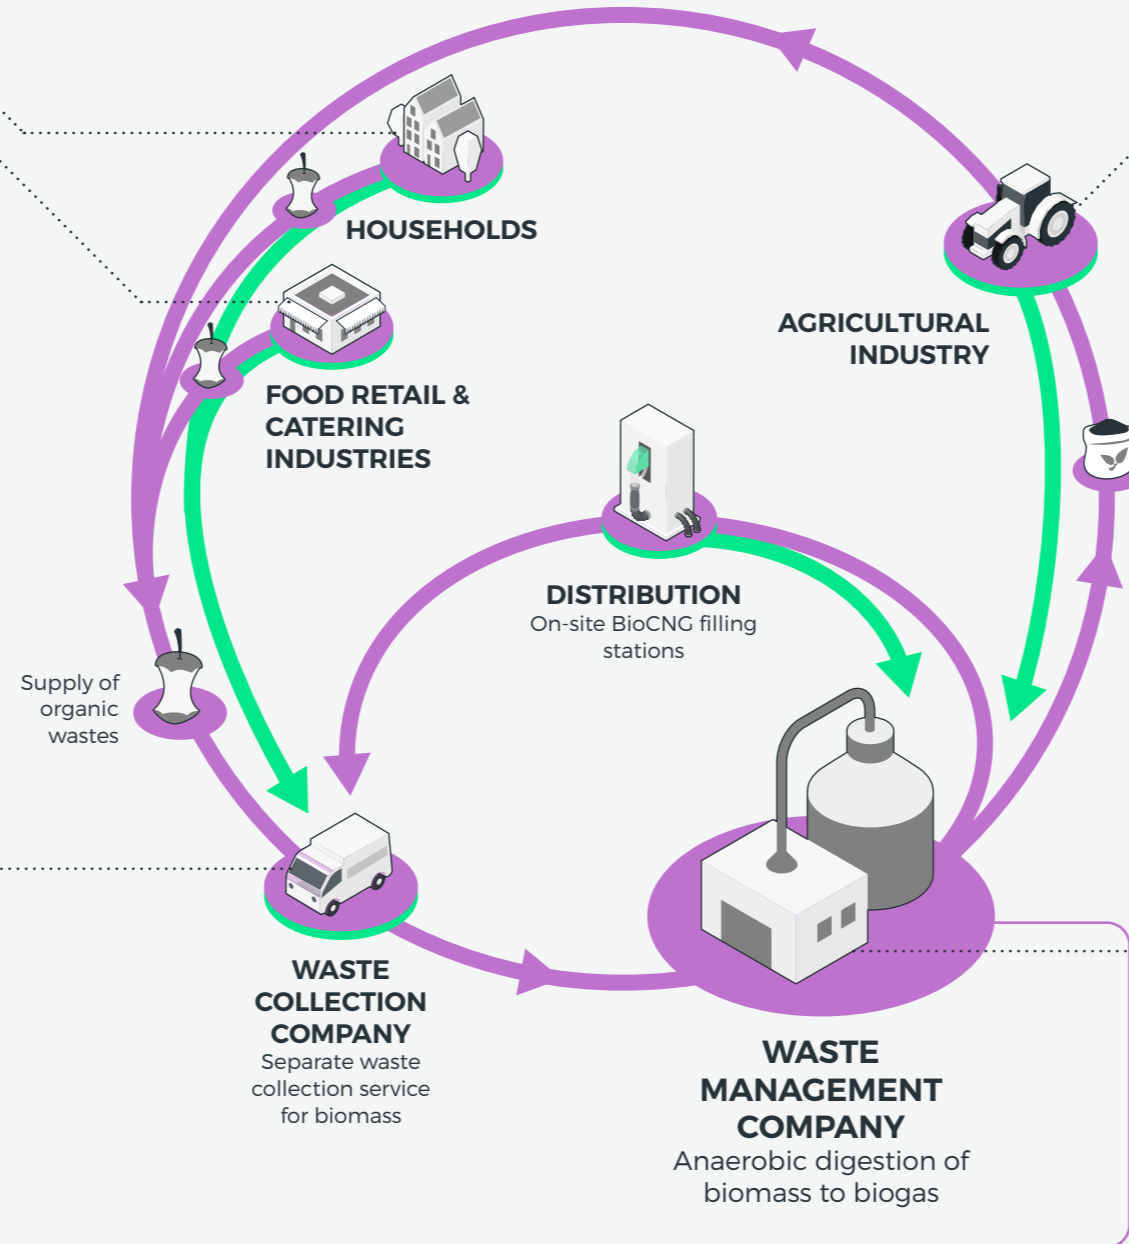 HOUSEHOLDS
AGRICULTURAL
INDUSTRY
FOOD RETAIL &
CATERING
INDUSTRIES
DISTRIBUTION
On-site BioCNG filling
stations
Supply of
organic
wastes
WASTE
COLLECTION
COMPANY
Separate waste
collection service
for biomass
WASTE
MANAGEMENT
COMPANY
Anaerobic digestion of
biomass to biogas